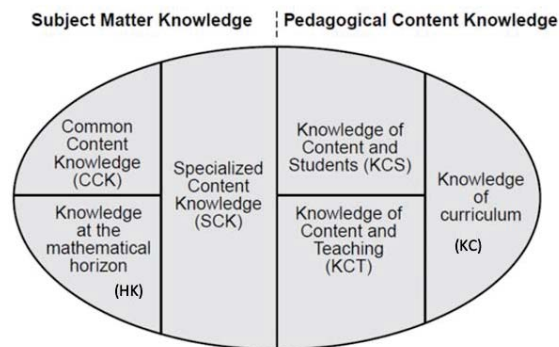 Subject Matter Knowledge
Pedagogical Content Knowledge
Common
Content
Knowledge
(CCK)
Knowledge
at the
mathematical
horizon
(HK)
Specialized
Content
Knowledge
(SCK)
Knowledge of
Content and
Students (KCS)
Knowledge of
Content and
Teaching
(KCT)
Knowledge
of
curriculum
(KC)